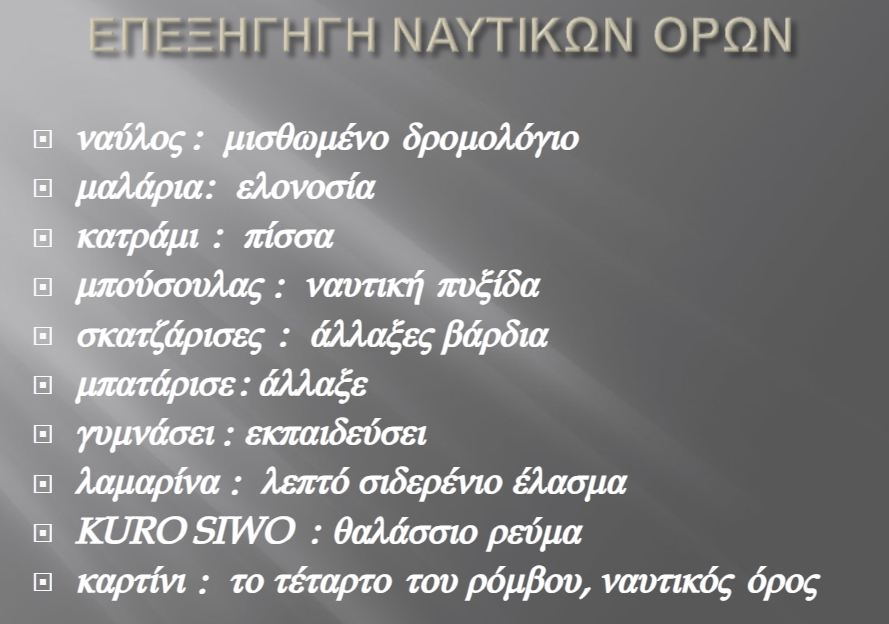 ΕΠΕΞΗΓΗΓΗ ΝΑΥΤΙΚΩΝ ΟΡΩΝ
ναύλος : μισθωμένο δρομολόγιο
μαλάρια: ελονοσία
κατράμι : πίσσα
μπούσουλας : ναυτική πυξίδα
σκατζάρισες : άλλαξες βάρδια
μπατάρισε : άλλαξε
γυμνάσει : εκπαιδεύσει
λαμαρίνα : λεπτό σιδερένιο έλασμα
KURO SIWO : θαλάσσιο ρεύμα
καρτίνι : το τέταρτο του ρόμβου, ναυτικός όρος